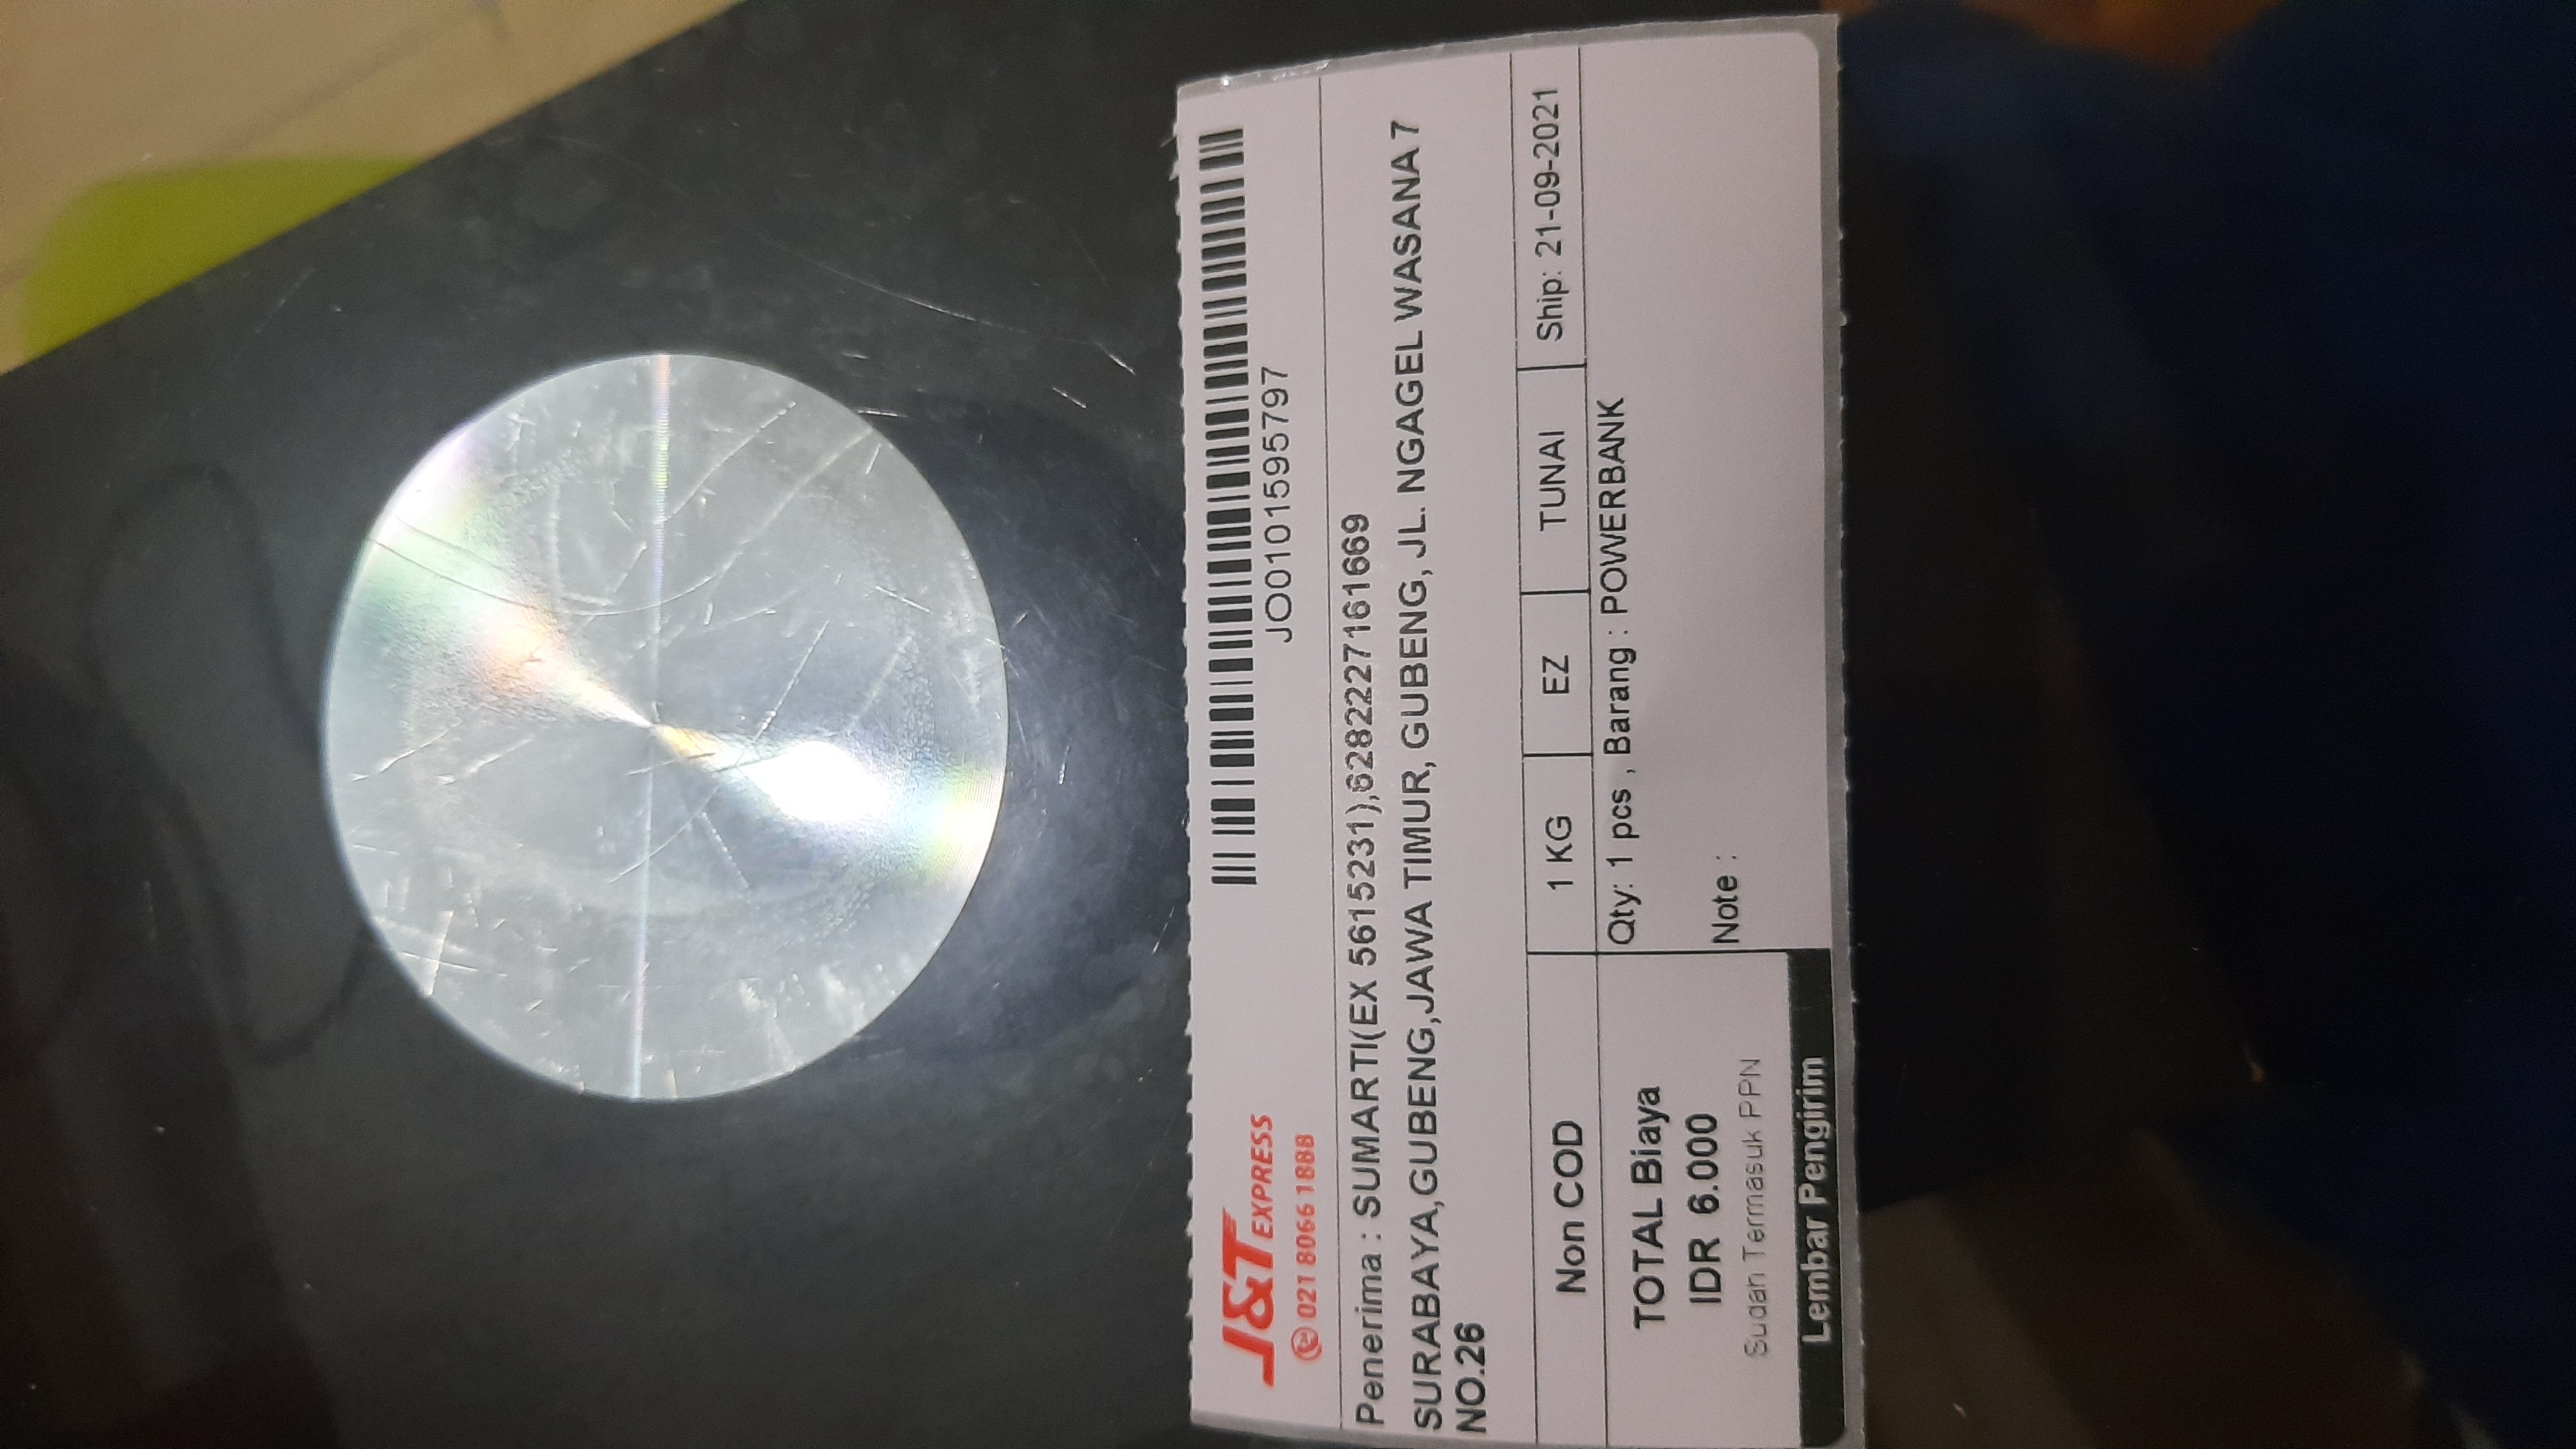 J&T EXPRESS
021 8066 1888
JO0101595797
Penerima : SUMARTI(EX 5615231),6282227161669
SURABAYA,GUBENG,JAWA TIMUR, GUBENG, JL. NGAGEL WASANA 7
NO.26
Non COD
1 KG
EZ
TUNAI
Ship: 21-09-2021
TOTAL Biaya
IDR 6.000
Sudah Termasuk PPN
Lembar Pengirim
Qty: 1 pcs , Barang : POWERBANK
Note :